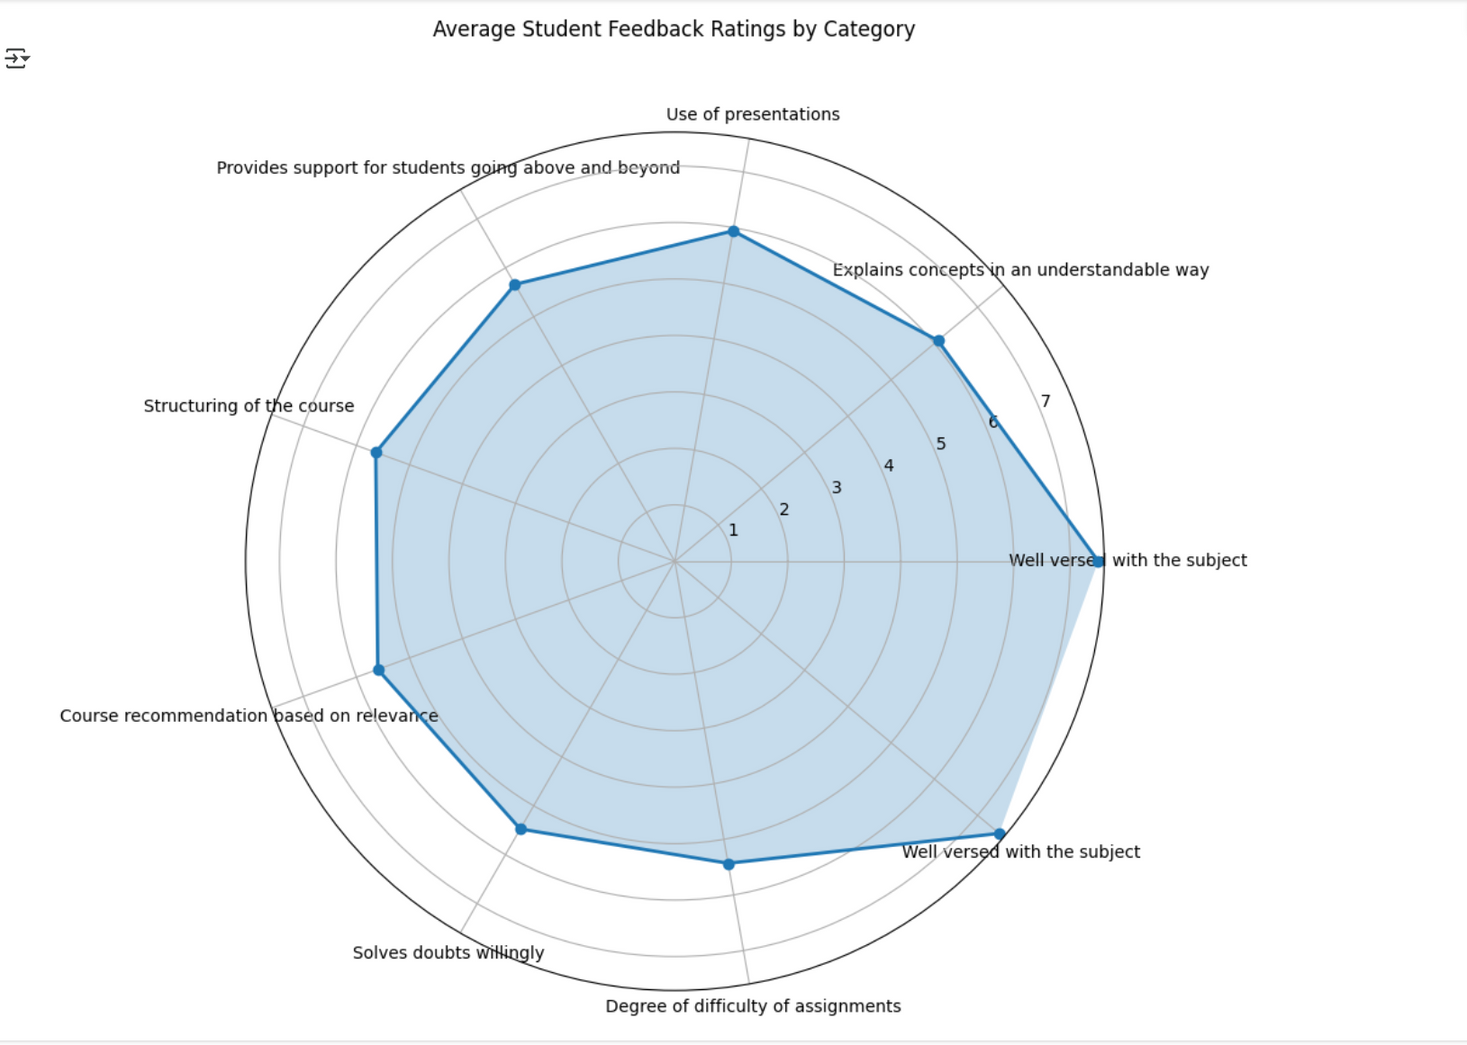 Average Student Feedback Ratings by Category
Use of presentations
Provides support for students going above and beyond
Explains concepts in an understandable way
Structuring of the course
7
6
5
4
3
2
1
Well versed with the subject
Course recommendation based on relevance
Well versed with the subject
Solves doubts willingly
Degree of difficulty of assignments